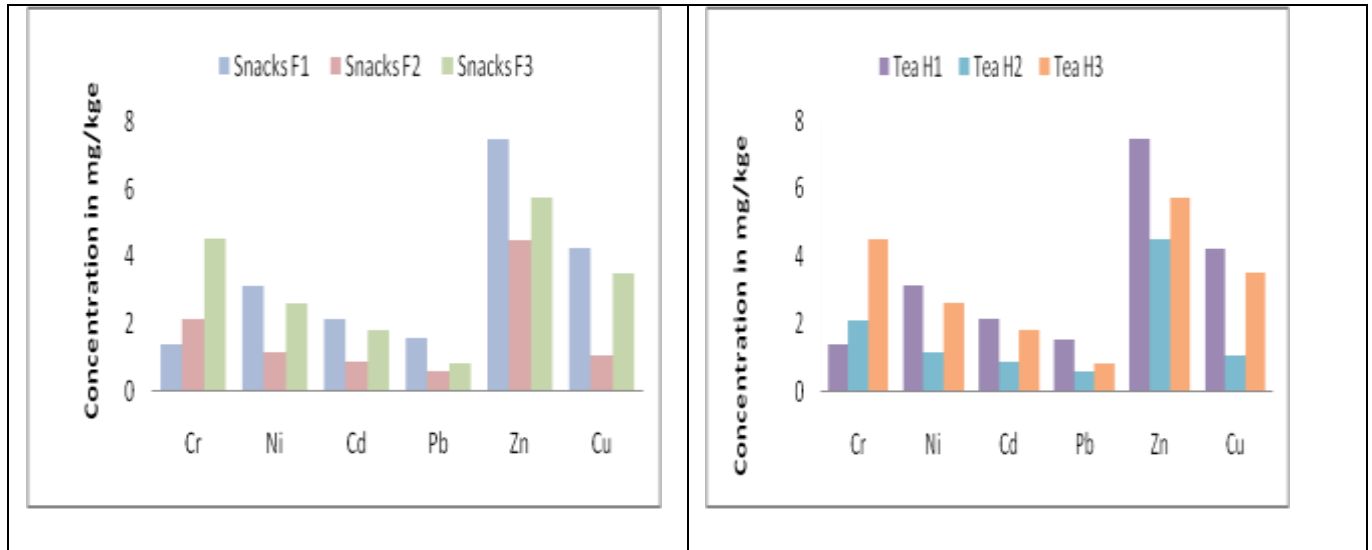 Snacks F1 Snacks F2 Snacks F3
Concentration in mg/kge
8
6
4
2
0
Cr Ni Cd Pb Zn Cu
Tea H1 Tea H2 Tea H3
Concentration in mg/kge
8
6
4
2
0
Cr Ni Cd Pb Zn Cu